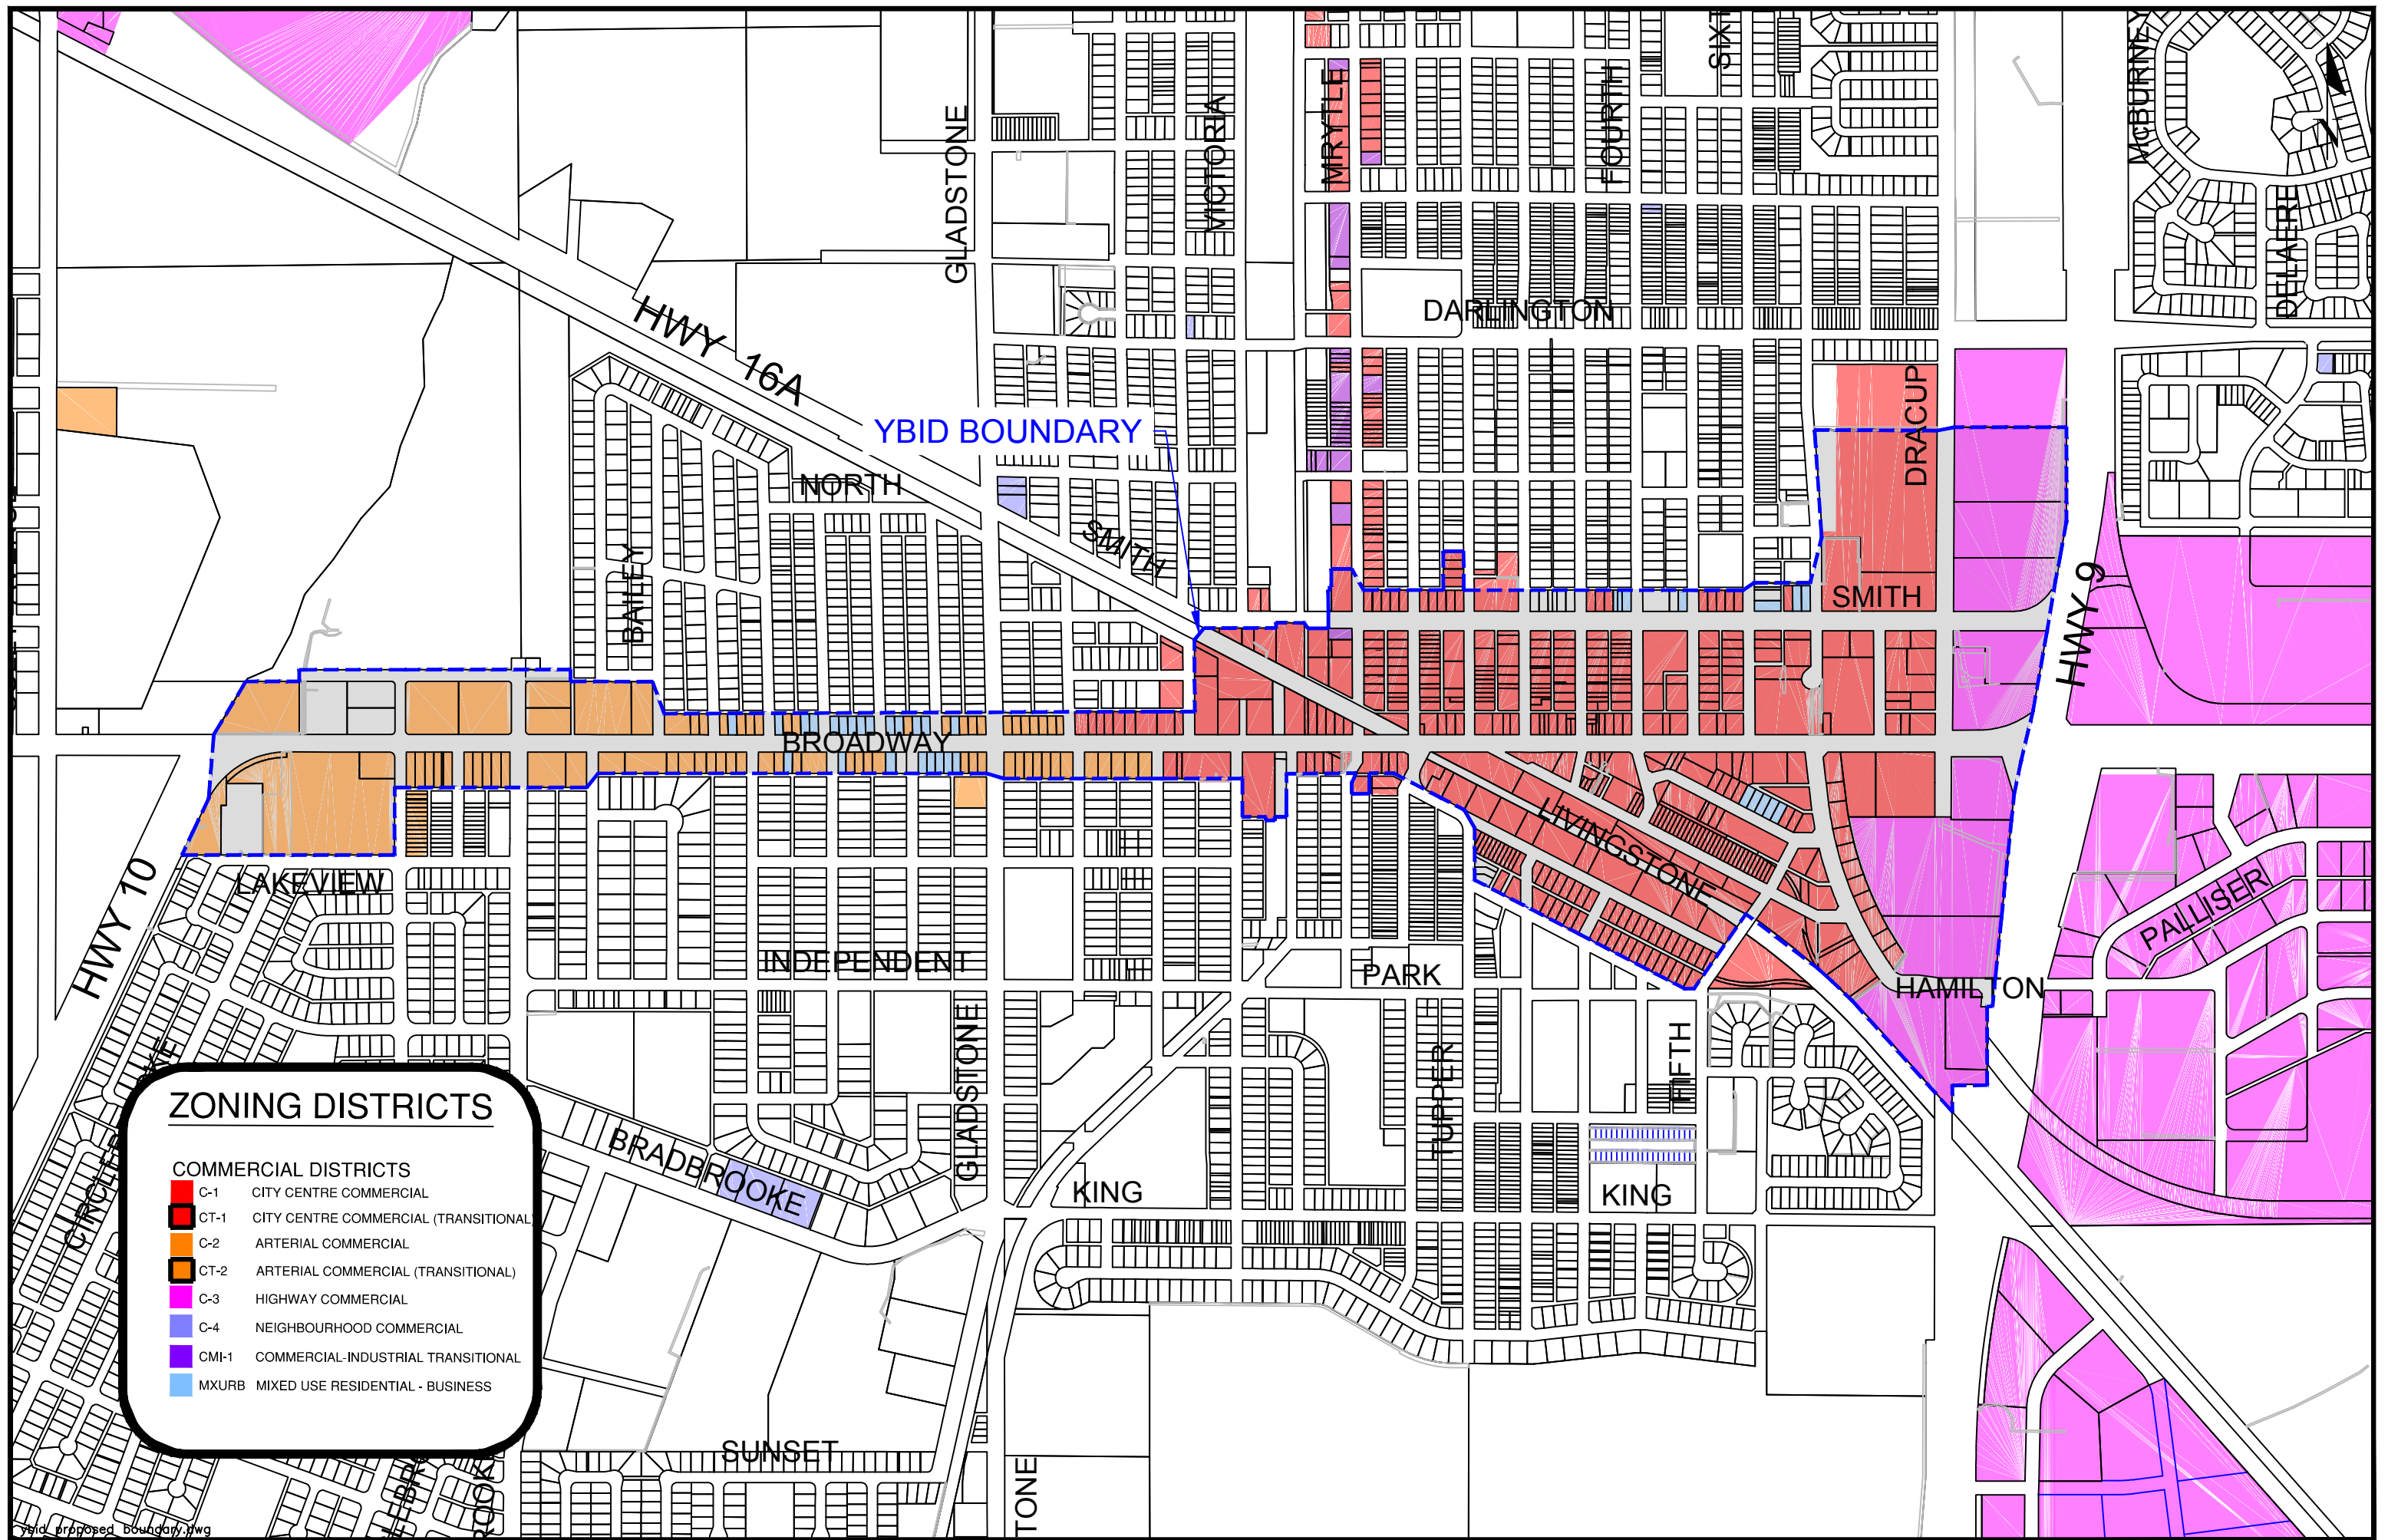 McBURNEY
SIXT
GLADSTONE
VICTORIA
MRYTLE
FOURTH
DELAERE
DARLINGTON
HWY 16A
YBID BOUNDARY
DRACUP
NORTH
SMITH
BAILEY
SMITH
HWY 9
BROADWAY
LIVINGSTONE
LAKEVIEW
HWY 10
PALLISER
INDEPENDENT
PARK
HAMILTON
GLADSTONE
TUPPER
FIFTH
BRADBROOKE
KING
KING
ZONING DISTRICTS
COMMERCIAL DISTRICTS
C-1 CITY CENTRE COMMERCIAL
CT-1 CITY CENTRE COMMERCIAL (TRANSITIONAL)
C-2 ARTERIAL COMMERCIAL
CT-2 ARTERIAL COMMERCIAL (TRANSITIONAL)
C-3 HIGHWAY COMMERCIAL
C-4 NEIGHBOURHOOD COMMERCIAL
CMI-1 COMMERCIAL-INDUSTRIAL TRANSITIONAL
MXURB MIXED USE RESIDENTIAL - BUSINESS
SUNSET
TONE
ROOK
ybid_proposed_boundary.dwg